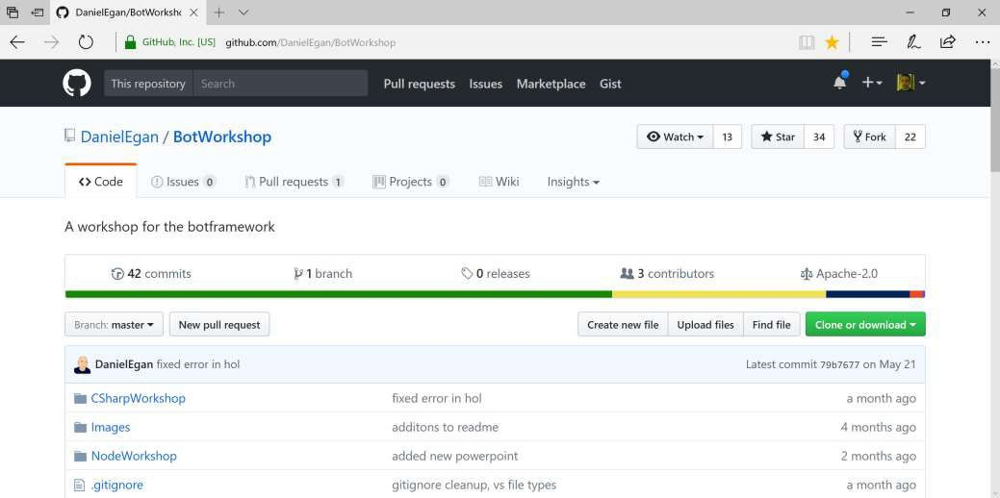 DanielEgan/BotWorksho
GitHub, Inc. [US] github.com/DanielEgan/BotWorkshop
This repository Search Pull requests Issues Marketplace Gist
DanielEgan / BotWorkshop Watch 13 Star 34 Fork 22
Code Issues 0 Pull requests 1 Projects 0 Wiki Insights
A workshop for the botframework
42 commits 1 branch 0 releases 3 contributors Apache-2.0
Branch: master New pull request Create new file Upload files Find file Clone or download
DanielEgan fixed error in hol Latest commit 79b7677 on May 21
CSharpWorkshop fixed error in hol a month ago
Images additons to readme 4 months ago
NodeWorkshop added new powerpoint 2 months ago
.gitignore gitignore cleanup, vs file types a month ago